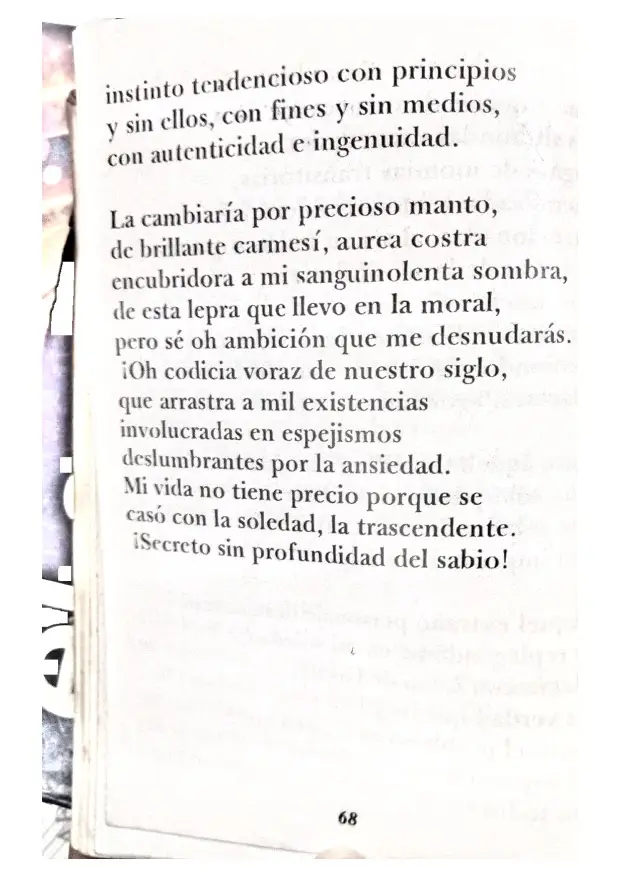 instinto tendencioso con principios
y sin ellos, con fines y sin medios,
con autenticidad e ingenuidad.
La cambiaría por precioso manto,
de brillante carmesí, aurea costra
encubridora a mi sanguinolenta sombra,
de esta lepra que llevo en la moral,
pero sé oh ambición que me desnudarás.
¡Oh codicia voraz de nuestro siglo,
que arrastra a mil existencias
involucradas en espejismos
deslumbrantes por la ansiedad.
Mi vida no tiene precio porque se
casó con la soledad, la trascendente.
¡Secreto sin profundidad del sabio!
68